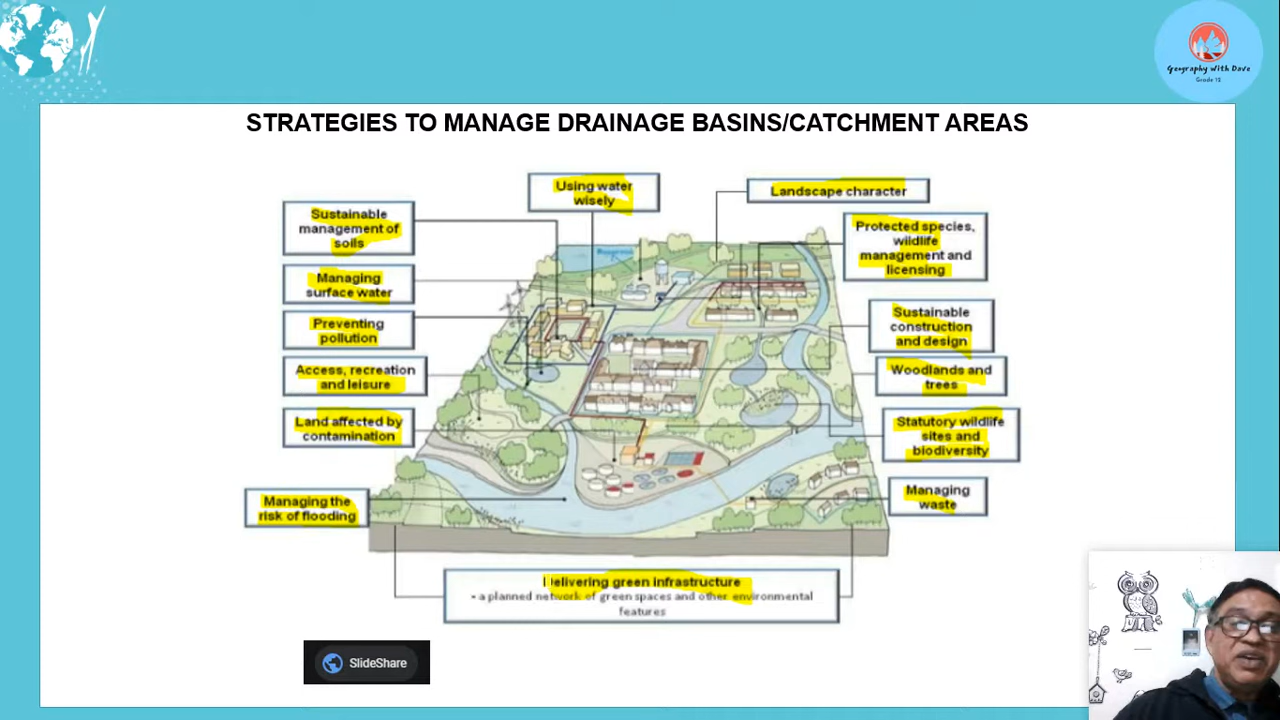 Geography With Dave
Grade 12
STRATEGIES TO MANAGE DRAINAGE BASINS/CATCHMENT AREAS
Using water
wisely
Landscape character
Sustainable
management of
soils
Protected species,
wildlife
management and
licensing
Managing
surface water
Sustainable
construction
and design
Preventing
pollution
Access, recreation
and leisure
Woodlands and
trees
Land affected by
contamination
Statutory wildlife
sites and
biodiversity
Managing the
risk of flooding
Managing
waste
Delivering green infrastructure
- a planned network of green spaces and other environmental
features
SlideShare